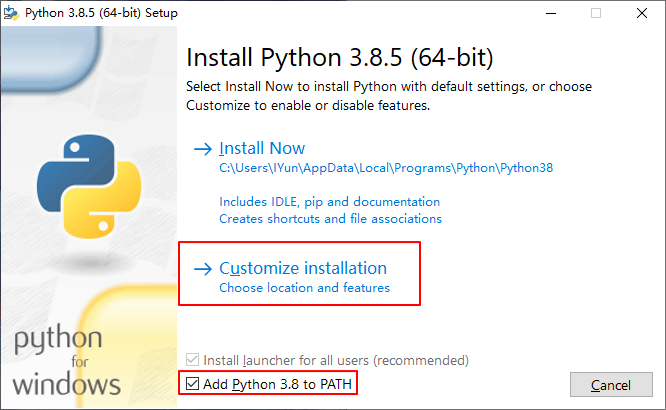 Python 3.8.5 (64-bit) Setup
Install Python 3.8.5 (64-bit)
Select Install Now to install Python with default settings, or choose
Customize to enable or disable features.
Install Now
C:\Users\IYun\AppData\Local\Programs\Python\Python38
Includes IDLE, pip and documentation
Creates shortcuts and file associations
Customize installation
Choose location and features
python
for
windows
Install launcher for all users (recommended)
Add Python 3.8 to PATH
Cancel